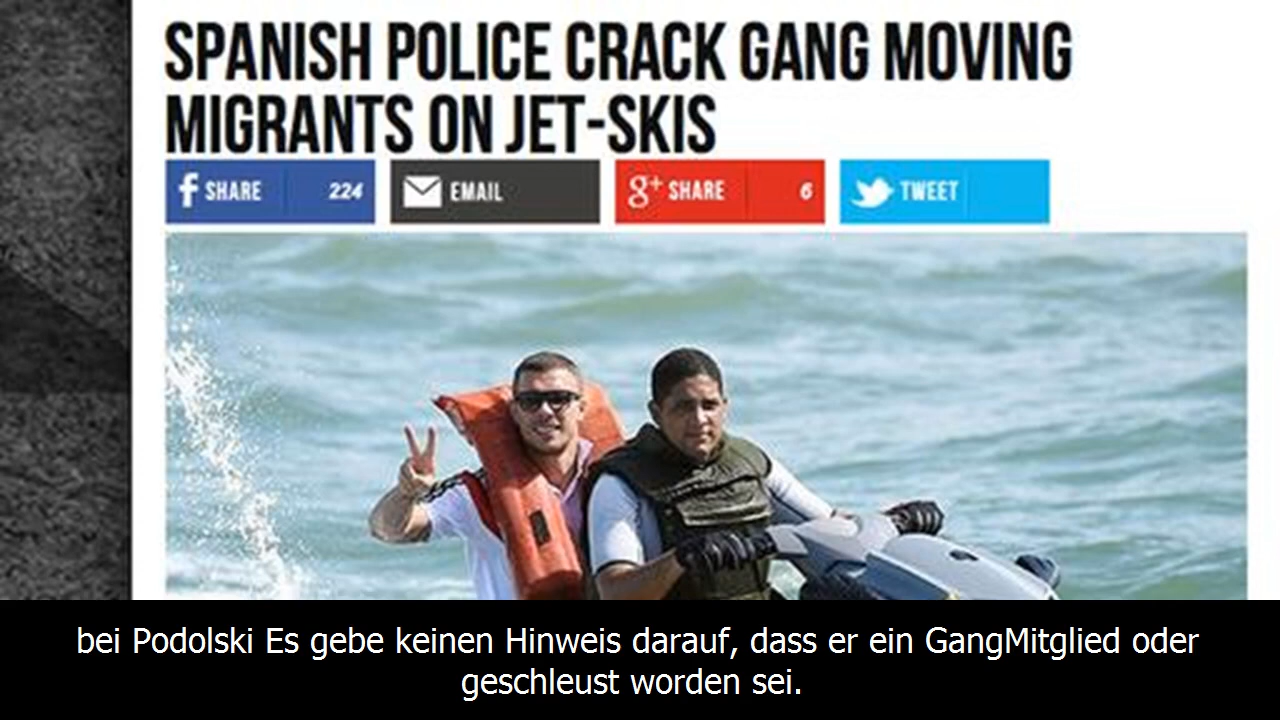 SPANISH POLICE CRACK GANG MOVING
MIGRANTS ON JET-SKIS
f SHARE 224 EMAIL g+ SHARE 6 TWEET
bei Podolski Es gebe keinen Hinweis darauf, dass er ein GangMitglied oder
geschleust worden sei.